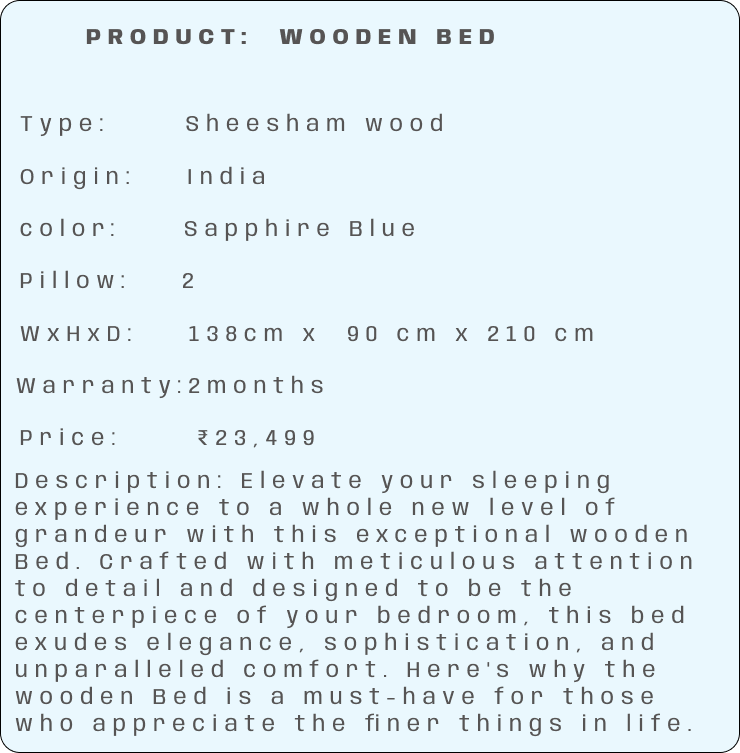 PRODUCT: WOODEN BED
Type: Sheesham wood
Origin: India
color: Sapphire Blue
Pillow: 2
WxHxD: 138cm x 90 cm x 210 cm
Warranty:2months
Price: ₹23,499
Description: Elevate your sleeping
experience to a whole new level of
grandeur with this exceptional wooden
Bed. Crafted with meticulous attention
to detail and designed to be the
centerpiece of your bedroom, this bed
exudes elegance, sophistication, and
unparalleled comfort. Here's why the
wooden Bed is a must-have for those
who appreciate the finer things in life.